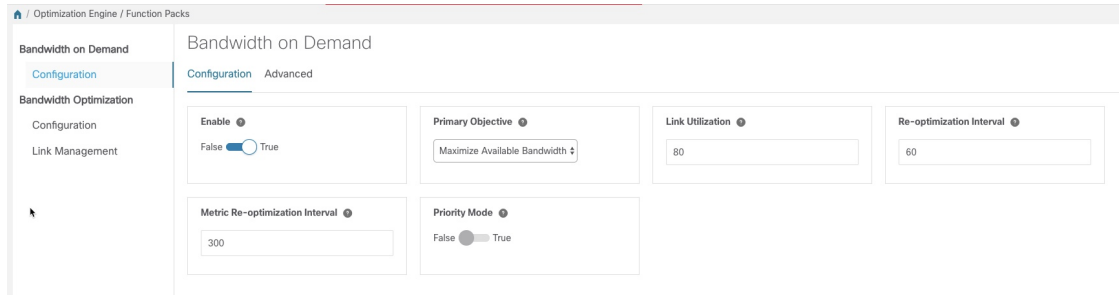 / Optimization Engine / Function Packs
Bandwidth on Demand
Configuration
Bandwidth Optimization
Configuration
Link Management
Bandwidth on Demand
Configuration Advanced
Enable ?
False True
Primary Objective ?
Maximize Available Bandwidth
Link Utilization ?
80
Re-optimization Interval ?
60
Metric Re-optimization Interval ?
300
Priority Mode ?
False True